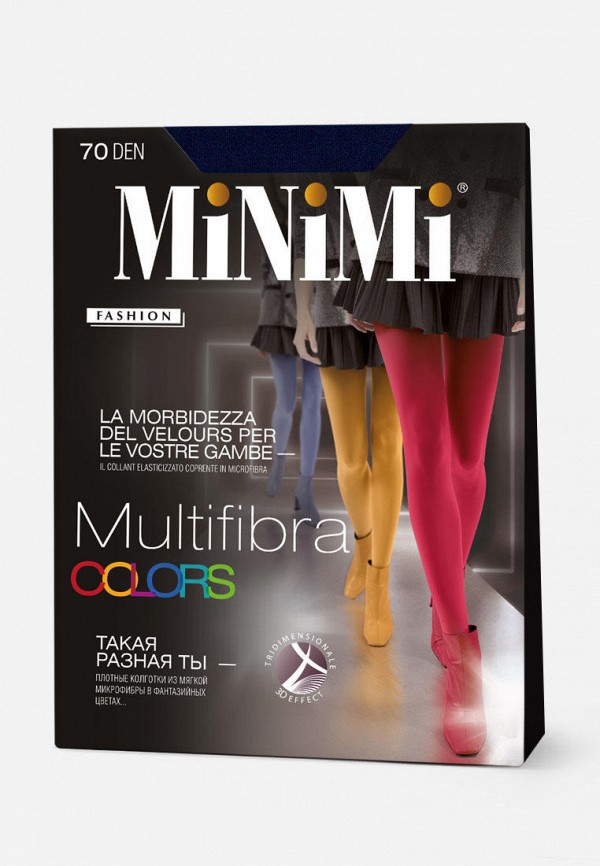 70 DEN
MiNiMi®
FASHION
LA MORBIDEZZA
DEL VELOURS PER
LE VOSTRE GAMBE —
IL COLLANT ELASTICIZZATO COPRENTE IN MICROFIBRA
Multifibra
COLORS
ТАКАЯ
РАЗНАЯ ТЫ —
ПЛОТНЫЕ КОЛГОТКИ ИЗ МЯГКОЙ
МИКРОФИБРЫ В ФАНТАЗИЙНЫХ
ЦВЕТАХ...
TRIDIMENSIONALE
3D EFFECT